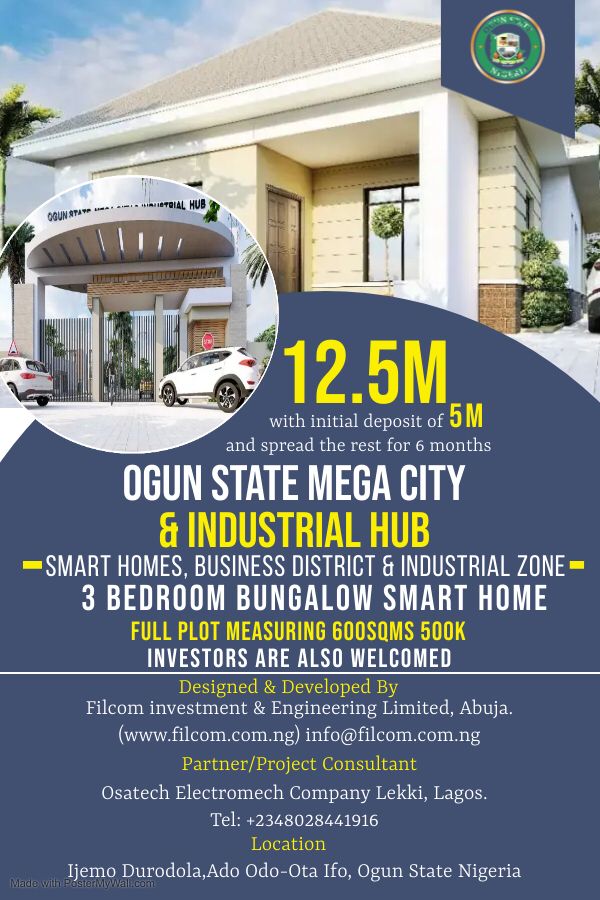 OGUN STATE
NIGERIA
OGUN STATE MEGA CITY & INDUSTRIAL HUB
STOP
12.5M
with initial deposit of 5M
and spread the rest for 6 months
OGUN STATE MEGA CITY
& INDUSTRIAL HUB
SMART HOMES, BUSINESS DISTRICT & INDUSTRIAL ZONE
3 BEDROOM BUNGALOW SMART HOME
FULL PLOT MEASURING 600SQMS 500K
INVESTORS ARE ALSO WELCOMED
Designed & Developed By
Filcom investment & Engineering Limited, Abuja.
(www.filcom.com.ng) info@filcom.com.ng
Partner/Project Consultant
Osatech Electromech Company Lekki, Lagos.
Tel: +2348028441916
Location
Ijemo Durodola,Ado Odo-Ota Ifo, Ogun State Nigeria
Made with PosterMyWall.com